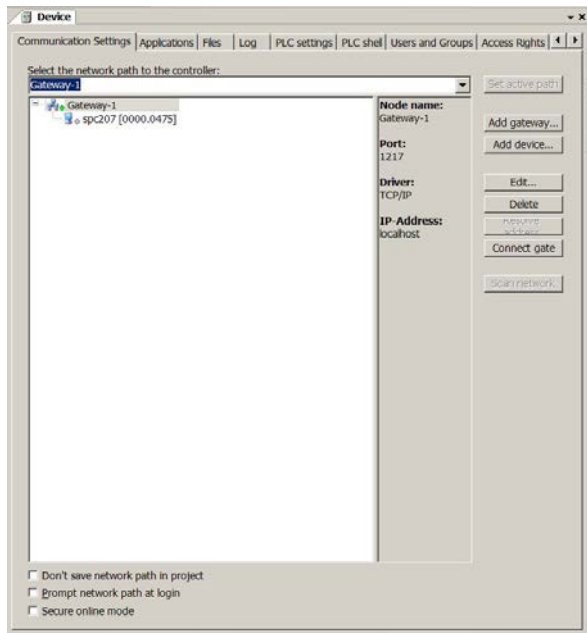 Device
Communication Settings Applications Files Log PLC settings PLC shell Users and Groups Access Rights
Select the network path to the controller:
Gateway-1
Set active path
Gateway-1
spc207 [0000.0475]
Node name:
Gateway-1
Port:
1217
Driver:
TCP/IP
IP-Address:
localhost
Add gateway...
Add device...
Edit...
Delete
address
Connect gate
Scan network
Don't save network path in project
Prompt network path at login
Secure online mode